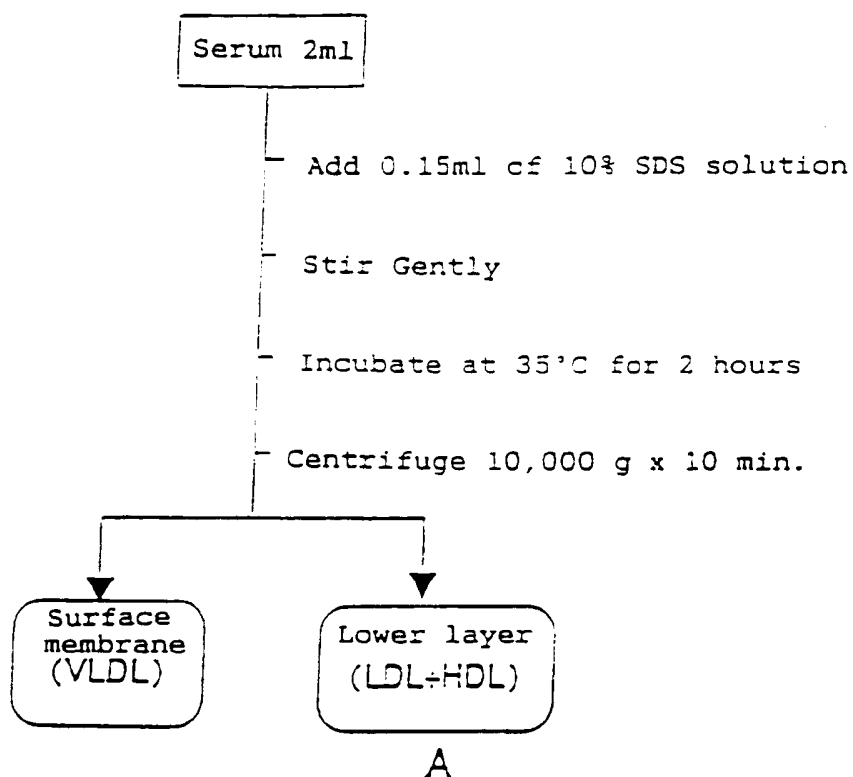 Serum 2ml
Add 0.15ml cf 10% SDS solution
Stir Gently
Incubate at 35°C for 2 hours
Centrifuge 10,000 g x 10 min.
Surface
membrane
(VLDL)
Lower layer
(LDL+HDL)
A